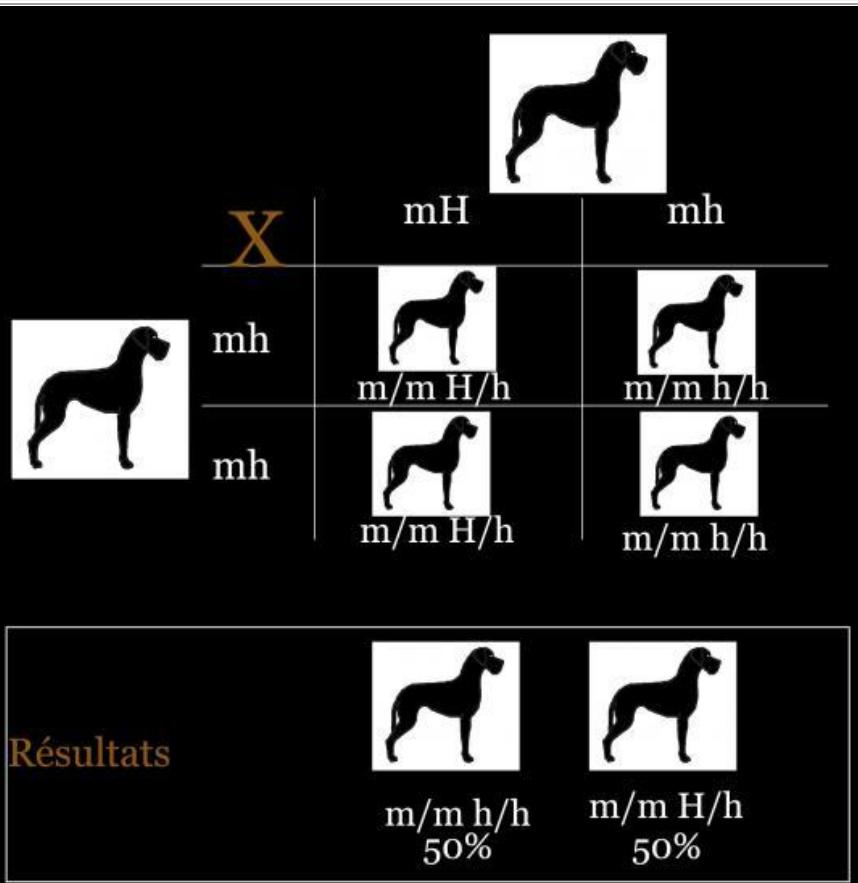 mH mh
X
mh
m/m H/h m/m h/h
mh
m/m H/h m/m h/h
Résultats
m/m h/h m/m H/h
50% 50%